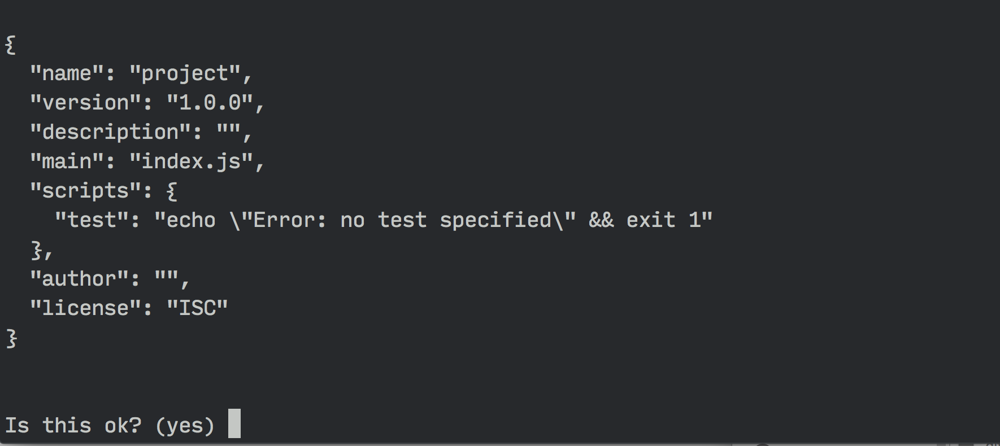 {
  "name": "project",
  "version": "1.0.0",
  "description": "",
  "main": "index.js",
  "scripts": {
    "test": "echo \"Error: no test specified\" && exit 1"
  },
  "author": "",
  "license": "ISC"
}
Is this ok? (yes)